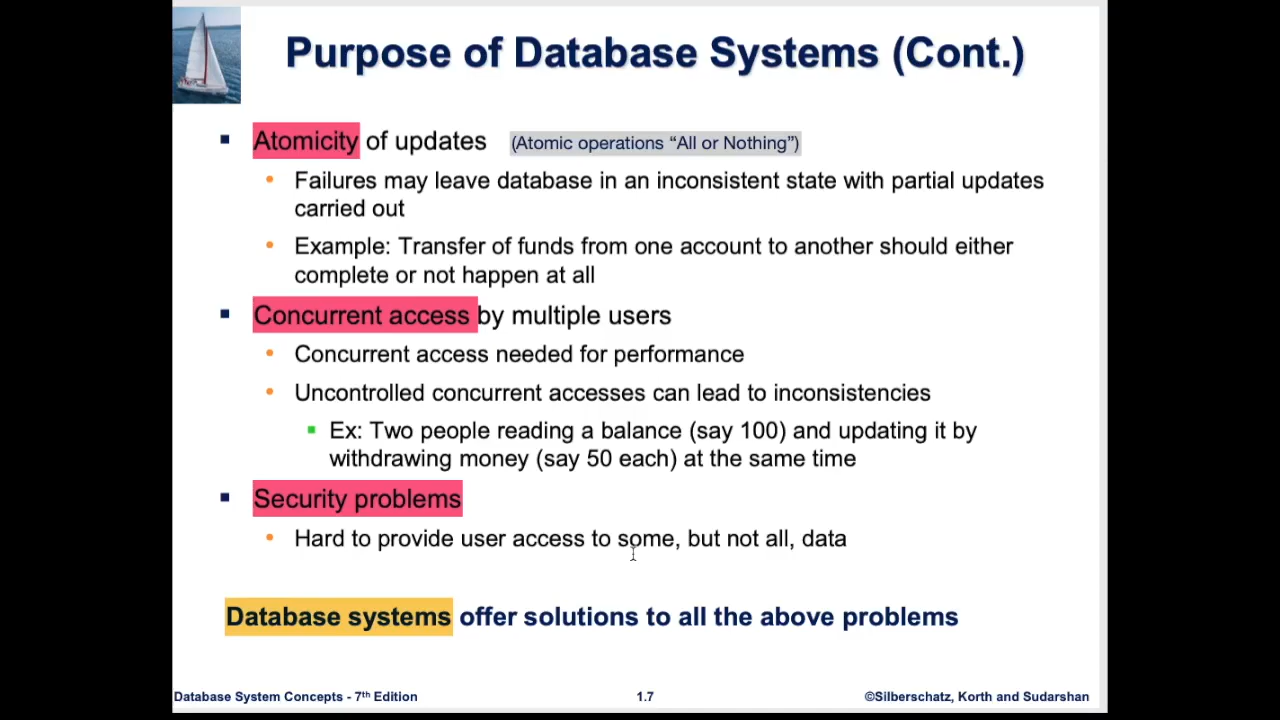 Purpose of Database Systems (Cont.)
Atomicity of updates (Atomic operations “All or Nothing”)
Failures may leave database in an inconsistent state with partial updates
carried out
Example: Transfer of funds from one account to another should either
complete or not happen at all
Concurrent access by multiple users
Concurrent access needed for performance
Uncontrolled concurrent accesses can lead to inconsistencies
Ex: Two people reading a balance (say 100) and updating it by
withdrawing money (say 50 each) at the same time
Security problems
Hard to provide user access to some, but not all, data
Database systems offer solutions to all the above problems
Database System Concepts - 7th Edition 1.7 ©Silberschatz, Korth and Sudarshan